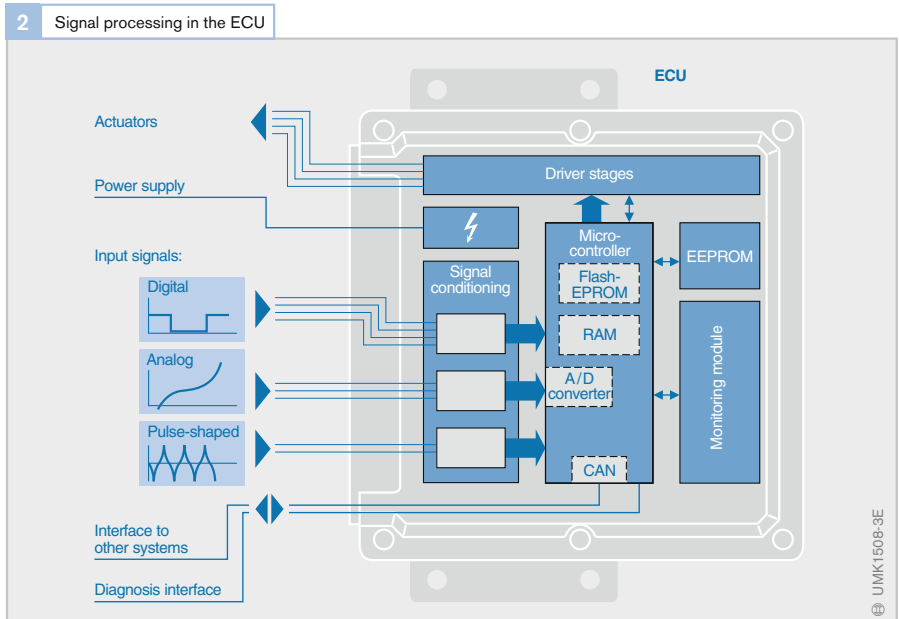 2 Signal processing in the ECU
ECU
Actuators
Driver stages
Power supply
Micro-
controller
EEPROM
Input signals:
Signal
conditioning
Flash-
EPROM
Digital
RAM
Analog
A/D
converter
Monitoring module
Pulse-shaped
CAN
Interface to
other systems
Diagnosis interface
UMK1508-3E